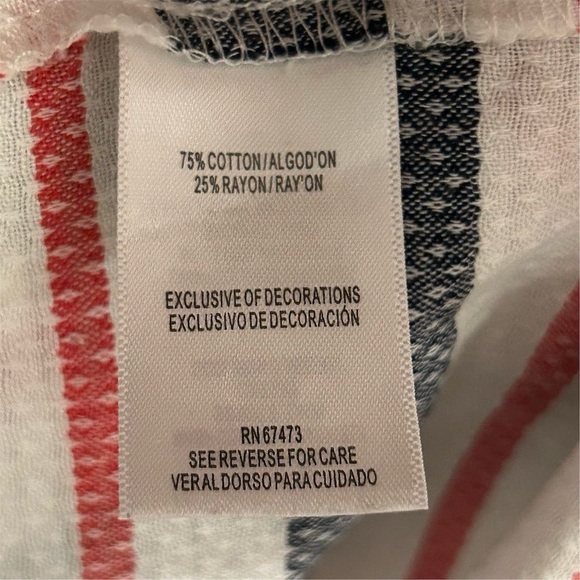 75% COTTON/ALGOD'ON
25% RAYON/RAY'ON
EXCLUSIVE OF DECORATIONS
EXCLUSIVO DE DECORACIÓN
RN 67473
SEE REVERSE FOR CARE
VER AL DORSO PARA CUIDADO